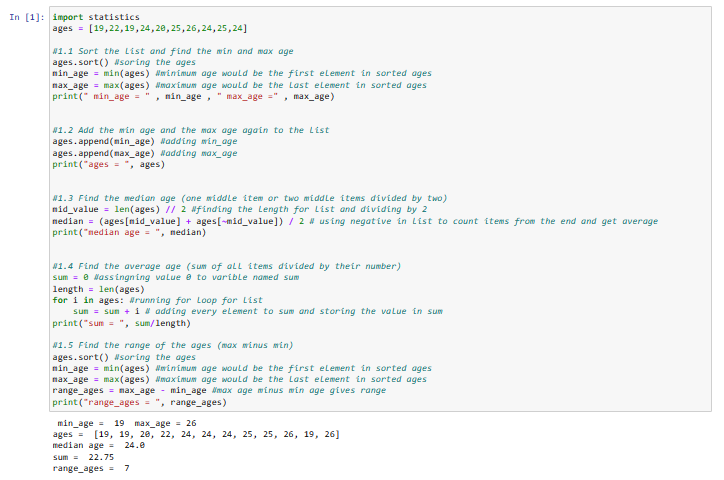 In [1]: import statistics
ages = [19,22,19,24,20,25,26,24,25,24]
#1.1 Sort the list and find the min and max age
ages.sort() #soring the ages
min_age = min(ages) #minimum age would be the first element in sorted ages
max_age = max(ages) #maximum age would be the last element in sorted ages
print(" min_age = " , min_age , " max_age =" , max_age)
#1.2 Add the min age and the max age again to the list
ages.append(min_age) #adding min_age
ages.append(max_age) #adding max_age
print("ages = ", ages)
#1.3 Find the median age (one middle item or two middle items divided by two)
mid_value = len(ages) // 2 #finding the length for list and dividing by 2
median = (ages[mid_value] + ages[~mid_value]) / 2 # using negative in list to count items from the end and get average
print("median age = ", median)
#1.4 Find the average age (sum of all items divided by their number)
sum = 0 #assingning value 0 to varible named sum
length = len(ages)
for i in ages: #running for loop for list
sum = sum + i # adding every element to sum and storing the value in sum
print("sum = ", sum/length)
#1.5 Find the range of the ages (max minus min)
ages.sort() #soring the ages
min_age = min(ages) #minimum age would be the first element in sorted ages
max_age = max(ages) #maximum age would be the last element in sorted ages
range_ages = max_age - min_age #max age minus min age gives range
print("range_ages = ", range_ages)
min_age =  19  max_age = 26
ages =  [19, 19, 20, 22, 24, 24, 24, 25, 25, 26, 19, 26]
median age =  24.0
sum =  22.75
range_ages =  7